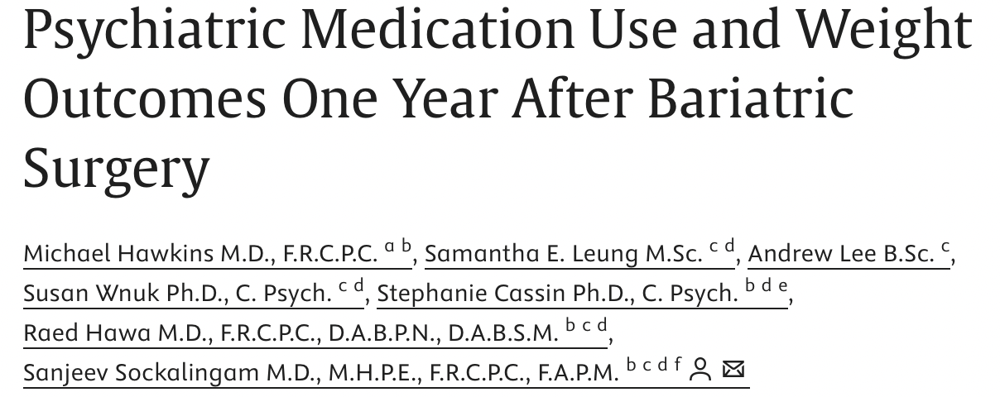 Psychiatric Medication Use and Weight
Outcomes One Year After Bariatric
Surgery
Michael Hawkins M.D., F.R.C.P.C. a b, Samantha E. Leung M.Sc. c d, Andrew Lee B.Sc. c,
Susan Wnuk Ph.D., C. Psych. c d, Stephanie Cassin Ph.D., C. Psych. b d e,
Raed Hawa M.D., F.R.C.P.C., D.A.B.P.N., D.A.B.S.M. b c d,
Sanjeev Sockalingam M.D., M.H.P.E., F.R.C.P.C., F.A.P.M. b c d f